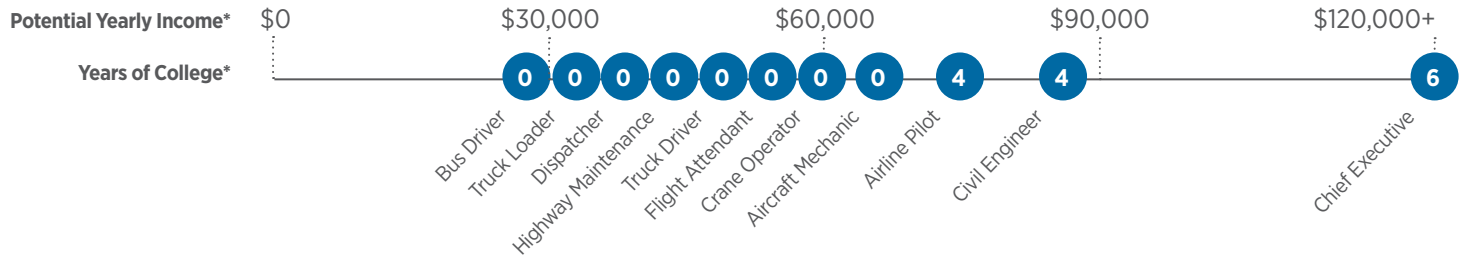 Potential Yearly Income* $0 $30,000 $60,000 $90,000 $120,000+
Years of College* 0 0 0 0 0 0 0 0 4 4 6
Bus Driver
Truck Loader
Dispatcher
Highway Maintenance
Truck Driver
Flight Attendant
Crane Operator
Aircraft Mechanic
Airline Pilot
Civil Engineer
Chief Executive